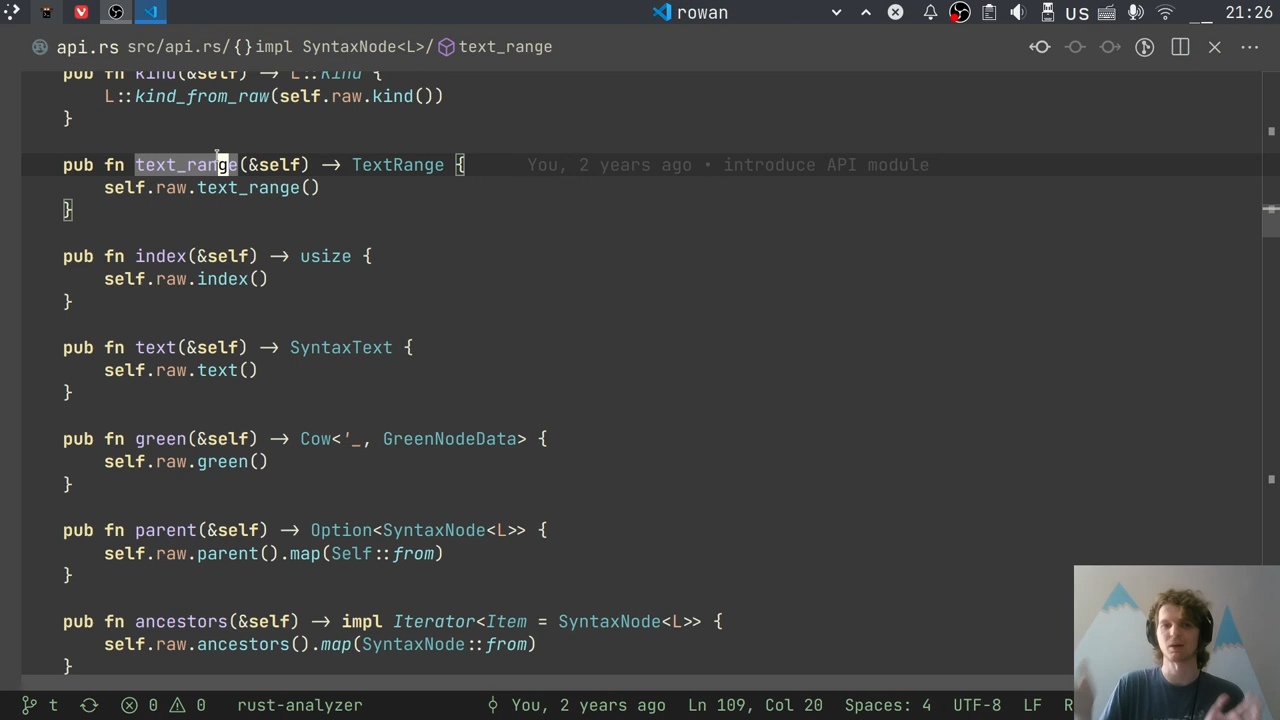 rowan
US
21:26
api.rs src/api.rs/{}impl SyntaxNode<L>/text_range
pub fn kind(&self) → L::Kind {
L::kind_from_raw(self.raw.kind())
}
pub fn text_range(&self) → TextRange {
You, 2 years ago • introduce API module
self.raw.text_range()
}
pub fn index(&self) → usize {
self.raw.index()
}
pub fn text(&self) → SyntaxText {
self.raw.text()
}
pub fn green(&self) → Cow<'_, GreenNodeData> {
self.raw.green()
}
pub fn parent(&self) → Option<SyntaxNode<L>> {
self.raw.parent().map(Self::from)
}
pub fn ancestors(&self) → impl Iterator<Item = SyntaxNode<L>> {
self.raw.ancestors().map(SyntaxNode::from)
}
t 0 0 rust-analyzer You, 2 years ago Ln 109, Col 20 Spaces: 4 UTF-8 LF